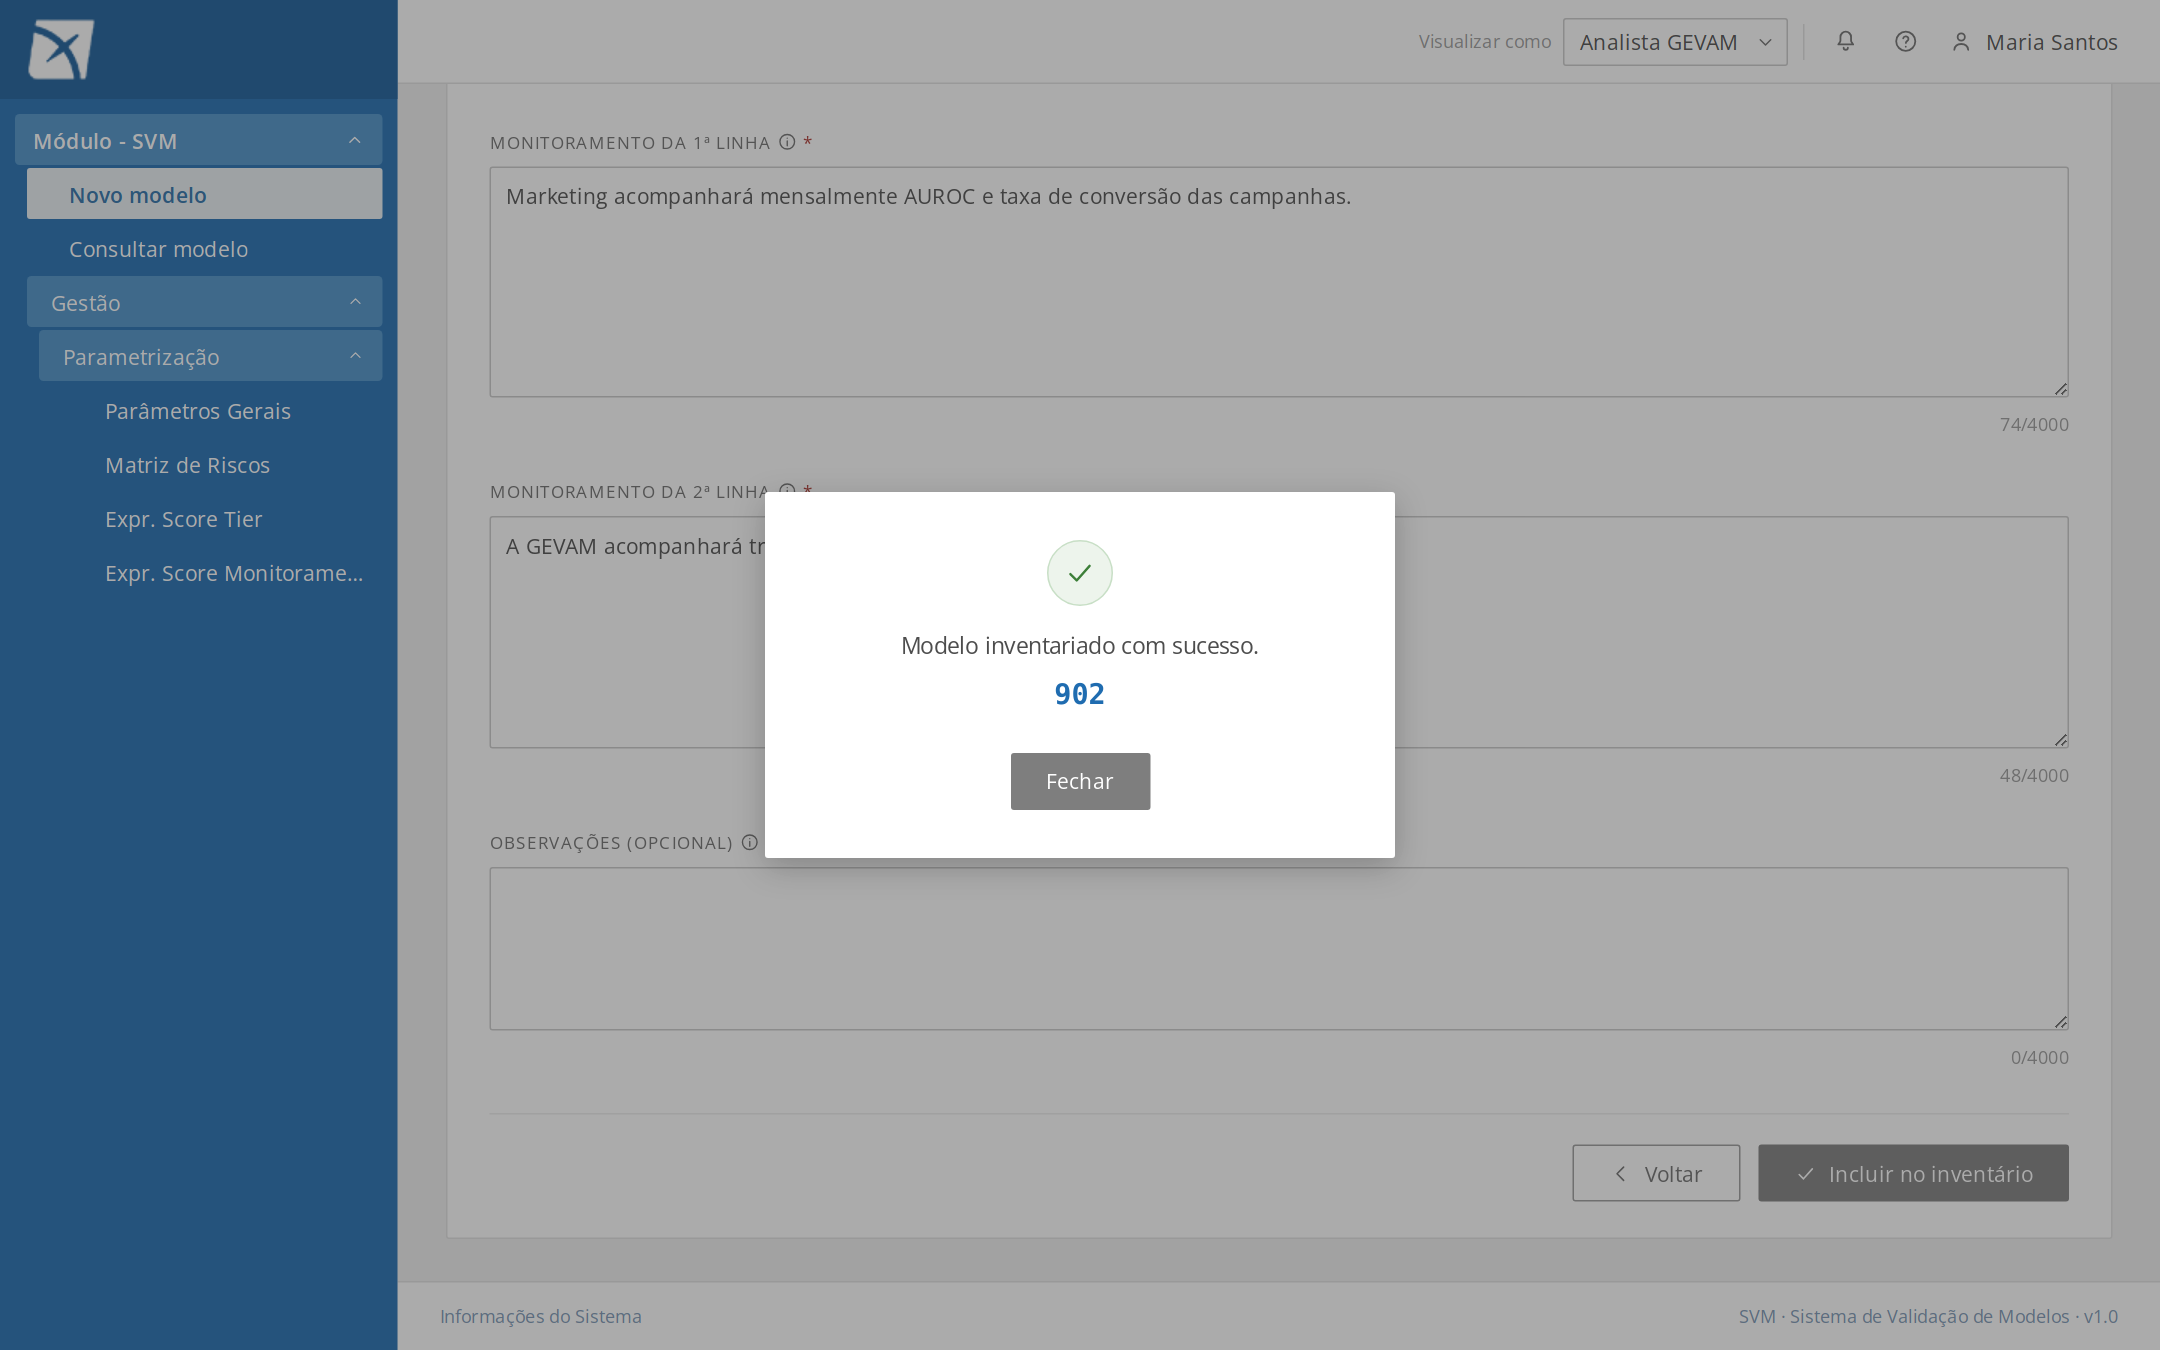 Visualizar como
Analista GEVAM
Maria Santos
Módulo - SVM
Novo modelo
Consultar modelo
Gestão
Parametrização
Parâmetros Gerais
Matriz de Riscos
Expr. Score Tier
Expr. Score Monitorame...
MONITORAMENTO DA 1ª LINHA *
Marketing acompanhará mensalmente AUROC e taxa de conversão das campanhas.
74/4000
MONITORAMENTO DA 2ª LINHA *
A GEVAM acompanhará
48/4000
Modelo inventariado com sucesso.
902
Fechar
OBSERVAÇÕES (OPCIONAL)
0/4000
Voltar
Incluir no inventário
Informações do Sistema
SVM · Sistema de Validação de Modelos · v1.0